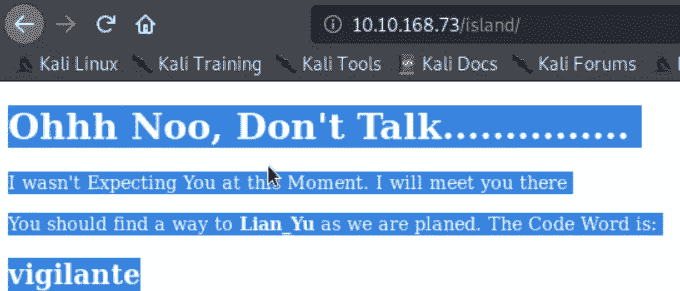 10.10.168.73/island/
Kali Linux Kali Training Kali Tools Kali Docs Kali Forums
Ohhh Noo, Don't Talk...............
I wasn't Expecting You at this Moment. I will meet you there
You should find a way to Lian_Yu as we are planed. The Code Word is:
vigilante